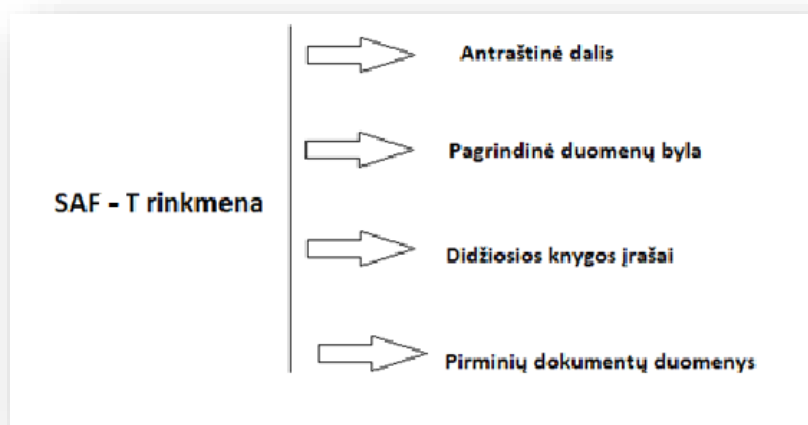 Antraštinė dalis
Pagrindinė duomenų byla
SAF - T rinkmena
Didžiosios knygos įrašai
Pirminių dokumentų duomenys